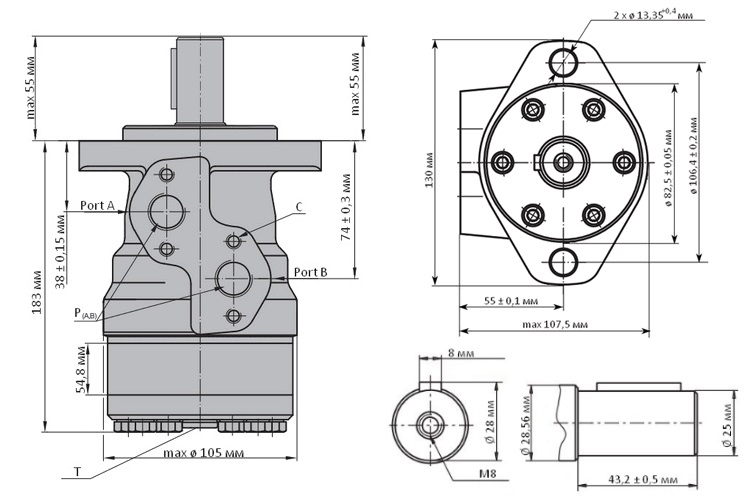 max 55 мм
max 55 мм
2 x ø 13,35⁺⁰·⁴ мм
Port A
C
38 ± 0,15 мм
74 ± 0,3 мм
183 мм
Port B
P(A,B)
54,8 мм
max ø 105 мм
T
130 мм
ø 82,5 ± 0,05 мм
ø 106,4 ± 0,2 мм
55 ± 0,1 мм
max 107,5 мм
8 мм
Ø 28 мм
M8
Ø 28,56 мм
Ø 25 мм
43,2 ± 0,5 мм